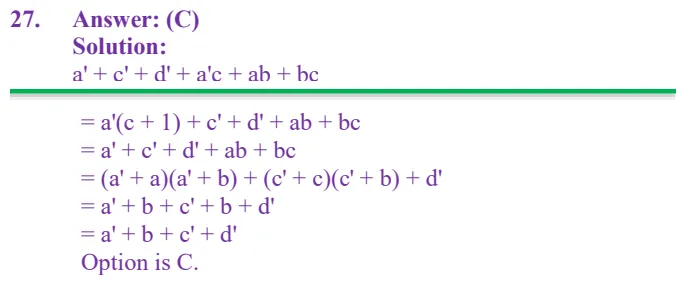 27. Answer: (C)
Solution:
a' + c' + d' + a'c + ab + bc
= a'(c + 1) + c' + d' + ab + bc
= a' + c' + d' + ab + bc
= (a' + a)(a' + b) + (c' + c)(c' + b) + d'
= a' + b + c' + b + d'
= a' + b + c' + d'
Option is C.